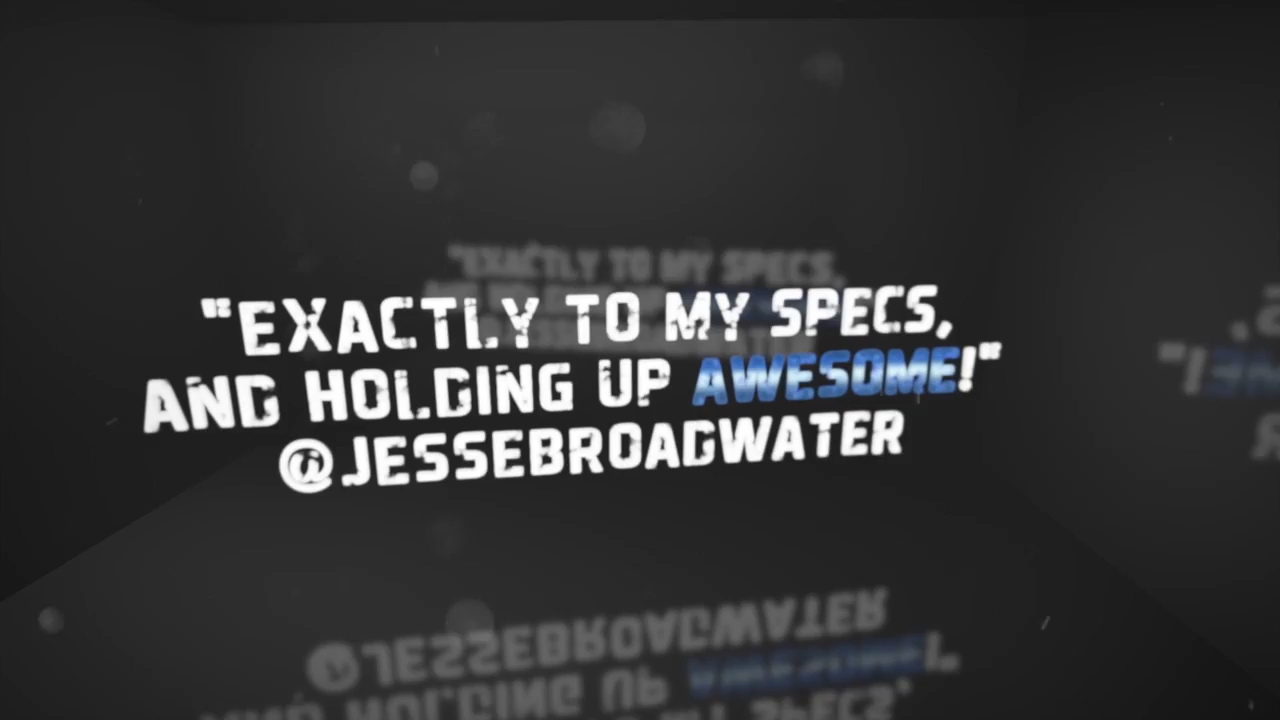 "EXACTLY TO MY SPECS,
AND HOLDING UP AWESOME!"
@JESSEBROADWATER